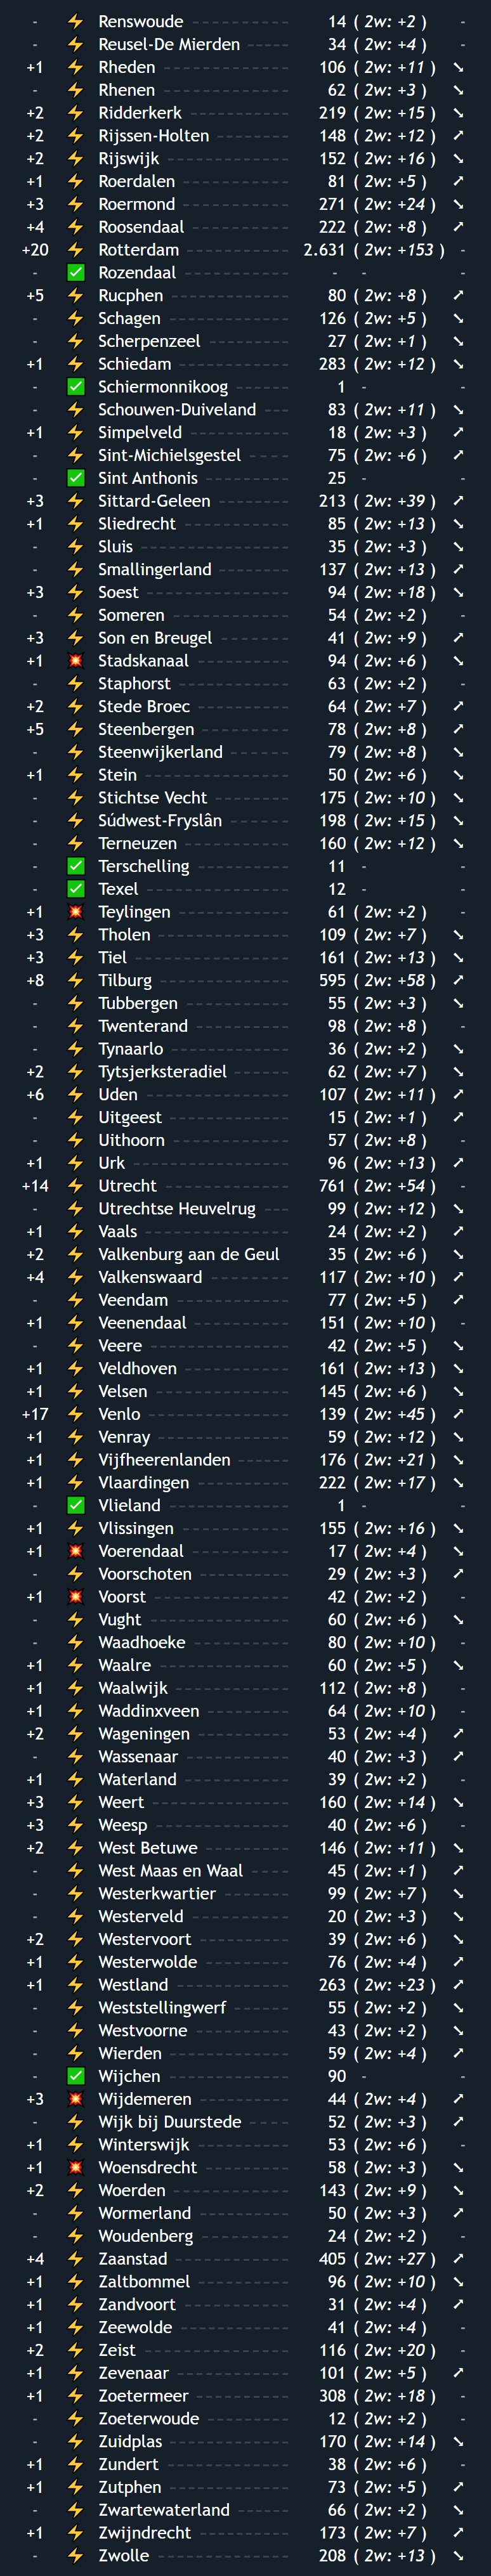 - ⚡ Renswoude ------------ 14 ( 2w: +2 ) -
- ⚡ Reusel-De Mierden ----- 34 ( 2w: +4 ) -
+1 ⚡ Rheden --------------- 106 ( 2w: +11 ) ➘
- ⚡ Rhenen --------------- 62 ( 2w: +3 ) ➘
+2 ⚡ Ridderkerk ------------ 219 ( 2w: +15 ) ➘
+2 ⚡ Rijssen-Holten --------- 148 ( 2w: +12 ) ➚
+2 ⚡ Rijswijk -------------- 152 ( 2w: +16 ) ➘
+1 ⚡ Roerdalen ------------ 81 ( 2w: +5 ) ➚
+3 ⚡ Roermond ------------ 271 ( 2w: +24 ) ➘
+4 ⚡ Roosendaal ----------- 222 ( 2w: +8 ) ➚
+20 ⚡ Rotterdam ------------ 2.631 ( 2w: +153 ) -
- ✅ Rozendaal ------------ - - -
+5 ⚡ Rucphen ------------- 80 ( 2w: +8 ) ➚
- ⚡ Schagen -------------- 126 ( 2w: +5 ) ➘
- ⚡ Scherpenzeel ---------- 27 ( 2w: +1 ) ➘
+1 ⚡ Schiedam ------------- 283 ( 2w: +12 ) ➘
- ✅ Schiermonnikoog ------ 1 - -
- ⚡ Schouwen-Duiveland --- 83 ( 2w: +11 ) ➘
+1 ⚡ Simpelveld ------------ 18 ( 2w: +3 ) ➚
- ⚡ Sint-Michielsgestel ----- 75 ( 2w: +6 ) ➚
- ✅ Sint Anthonis ---------- 25 - -
+3 ⚡ Sittard-Geleen --------- 213 ( 2w: +39 ) ➚
+1 ⚡ Sliedrecht ------------ 85 ( 2w: +13 ) ➘
- ⚡ Sluis ----------------- 35 ( 2w: +3 ) ➘
- ⚡ Smallingerland -------- 137 ( 2w: +13 ) ➚
+3 ⚡ Soest ---------------- 94 ( 2w: +18 ) ➘
- ⚡ Someren ------------- 54 ( 2w: +2 ) -
+3 ⚡ Son en Breugel -------- 41 ( 2w: +9 ) ➚
+1 💥 Stadskanaal ----------- 94 ( 2w: +6 ) ➘
- ⚡ Staphorst ------------- 63 ( 2w: +2 ) -
+2 ⚡ Stede Broec ----------- 64 ( 2w: +7 ) ➚
+5 ⚡ Steenbergen ---------- 78 ( 2w: +8 ) ➚
- ⚡ Steenwijkerland ------- 79 ( 2w: +8 ) ➘
+1 ⚡ Stein ----------------- 50 ( 2w: +6 ) ➘
- ⚡ Stichtse Vecht --------- 175 ( 2w: +10 ) ➘
- ⚡ Súdwest-Fryslân ------- 198 ( 2w: +15 ) ➘
- ⚡ Terneuzen ------------ 160 ( 2w: +12 ) ➘
- ✅ Terschelling ----------- 11 - -
- ✅ Texel ---------------- 12 - -
+1 💥 Teylingen ------------- 61 ( 2w: +2 ) -
+3 ⚡ Tholen --------------- 109 ( 2w: +7 ) ➘
+3 ⚡ Tiel ------------------ 161 ( 2w: +13 ) ➘
+8 ⚡ Tilburg --------------- 595 ( 2w: +58 ) ➚
- ⚡ Tubbergen ------------ 55 ( 2w: +3 ) ➘
- ⚡ Twenterand ----------- 98 ( 2w: +8 ) -
- ⚡ Tynaarlo -------------- 36 ( 2w: +2 ) ➘
+2 ⚡ Tytsjerksteradiel ------ 62 ( 2w: +7 ) ➘
+6 ⚡ Uden ---------------- 107 ( 2w: +11 ) ➚
- ⚡ Uitgeest -------------- 15 ( 2w: +1 ) ➚
- ⚡ Uithoorn ------------- 57 ( 2w: +8 ) -
+1 ⚡ Urk ------------------ 96 ( 2w: +13 ) ➚
+14 ⚡ Utrecht --------------- 761 ( 2w: +54 ) -
- ⚡ Utrechtse Heuvelrug --- 99 ( 2w: +12 ) ➘
+1 ⚡ Vaals ---------------- 24 ( 2w: +2 ) ➚
+2 ⚡ Valkenburg aan de Geul 35 ( 2w: +6 ) ➘
+4 ⚡ Valkenswaard --------- 117 ( 2w: +10 ) ➚
- ⚡ Veendam ------------- 77 ( 2w: +5 ) ➚
+1 ⚡ Veenendaal ----------- 151 ( 2w: +10 ) -
- ⚡ Veere ---------------- 42 ( 2w: +5 ) ➘
+1 ⚡ Veldhoven ------------ 161 ( 2w: +13 ) ➘
+1 ⚡ Velsen --------------- 145 ( 2w: +6 ) ➘
+17 ⚡ Venlo ---------------- 139 ( 2w: +45 ) ➚
+1 ⚡ Venray --------------- 59 ( 2w: +12 ) ➘
+1 ⚡ Vijfheerenlanden ------ 176 ( 2w: +21 ) ➘
+1 ⚡ Vlaardingen ----------- 222 ( 2w: +17 ) ➘
- ✅ Vlieland -------------- 1 - -
+1 ⚡ Vlissingen ------------ 155 ( 2w: +16 ) ➘
+1 💥 Voerendaal ----------- 17 ( 2w: +4 ) ➘
- ⚡ Voorschoten ---------- 29 ( 2w: +3 ) ➚
+1 💥 Voorst --------------- 42 ( 2w: +2 ) -
- ⚡ Vught ---------------- 60 ( 2w: +6 ) ➘
- ⚡ Waadhoeke ----------- 80 ( 2w: +10 ) -
+1 ⚡ Waalre --------------- 60 ( 2w: +5 ) ➘
+1 ⚡ Waalwijk ------------- 112 ( 2w: +8 ) -
+1 ⚡ Waddinxveen --------- 64 ( 2w: +10 ) -
+2 ⚡ Wageningen ---------- 53 ( 2w: +4 ) ➚
- ⚡ Wassenaar ----------- 40 ( 2w: +3 ) ➚
+1 ⚡ Waterland ------------ 39 ( 2w: +2 ) -
+3 ⚡ Weert ---------------- 160 ( 2w: +14 ) ➘
+3 ⚡ Weesp --------------- 40 ( 2w: +6 ) -
+2 ⚡ West Betuwe ---------- 146 ( 2w: +11 ) ➘
- ⚡ West Maas en Waal ---- 45 ( 2w: +1 ) ➚
- ⚡ Westerkwartier -------- 99 ( 2w: +7 ) ➘
- ⚡ Westerveld ----------- 20 ( 2w: +3 ) ➘
+2 ⚡ Westervoort ---------- 39 ( 2w: +6 ) ➘
+1 ⚡ Westerwolde ---------- 76 ( 2w: +4 ) ➚
+1 ⚡ Westland ------------- 263 ( 2w: +23 ) ➚
- ⚡ Weststellingwerf ------ 55 ( 2w: +2 ) ➘
- ⚡ Westvoorne ----------- 43 ( 2w: +2 ) ➘
- ⚡ Wierden -------------- 59 ( 2w: +4 ) ➚
- ✅ Wijchen -------------- 90 - -
+3 💥 Wijdemeren ----------- 44 ( 2w: +4 ) ➚
- ⚡ Wijk bij Duurstede ----- 52 ( 2w: +3 ) ➚
+1 ⚡ Winterswijk ----------- 53 ( 2w: +6 ) -
+1 💥 Woensdrecht ---------- 58 ( 2w: +3 ) ➘
+2 ⚡ Woerden ------------- 143 ( 2w: +9 ) ➘
- ⚡ Wormerland ---------- 50 ( 2w: +3 ) ➚
- ⚡ Woudenberg ---------- 24 ( 2w: +2 ) -
+4 ⚡ Zaanstad ------------- 405 ( 2w: +27 ) ➚
+1 ⚡ Zaltbommel ----------- 96 ( 2w: +10 ) ➘
+1 ⚡ Zandvoort ------------ 31 ( 2w: +4 ) ➚
+1 ⚡ Zeewolde ------------ 41 ( 2w: +4 ) -
+2 ⚡ Zeist ----------------- 116 ( 2w: +20 ) -
+1 ⚡ Zevenaar ------------- 101 ( 2w: +5 ) ➚
+1 ⚡ Zoetermeer ----------- 308 ( 2w: +18 ) -
- ⚡ Zoeterwoude ---------- 12 ( 2w: +2 ) -
- ⚡ Zuidplas -------------- 170 ( 2w: +14 ) ➘
+1 ⚡ Zundert -------------- 38 ( 2w: +6 ) -
+1 ⚡ Zutphen -------------- 73 ( 2w: +5 ) ➚
- ⚡ Zwartewaterland ------ 66 ( 2w: +2 ) ➘
+1 ⚡ Zwijndrecht ----------- 173 ( 2w: +7 ) ➚
- ⚡ Zwolle --------------- 208 ( 2w: +13 ) ➘